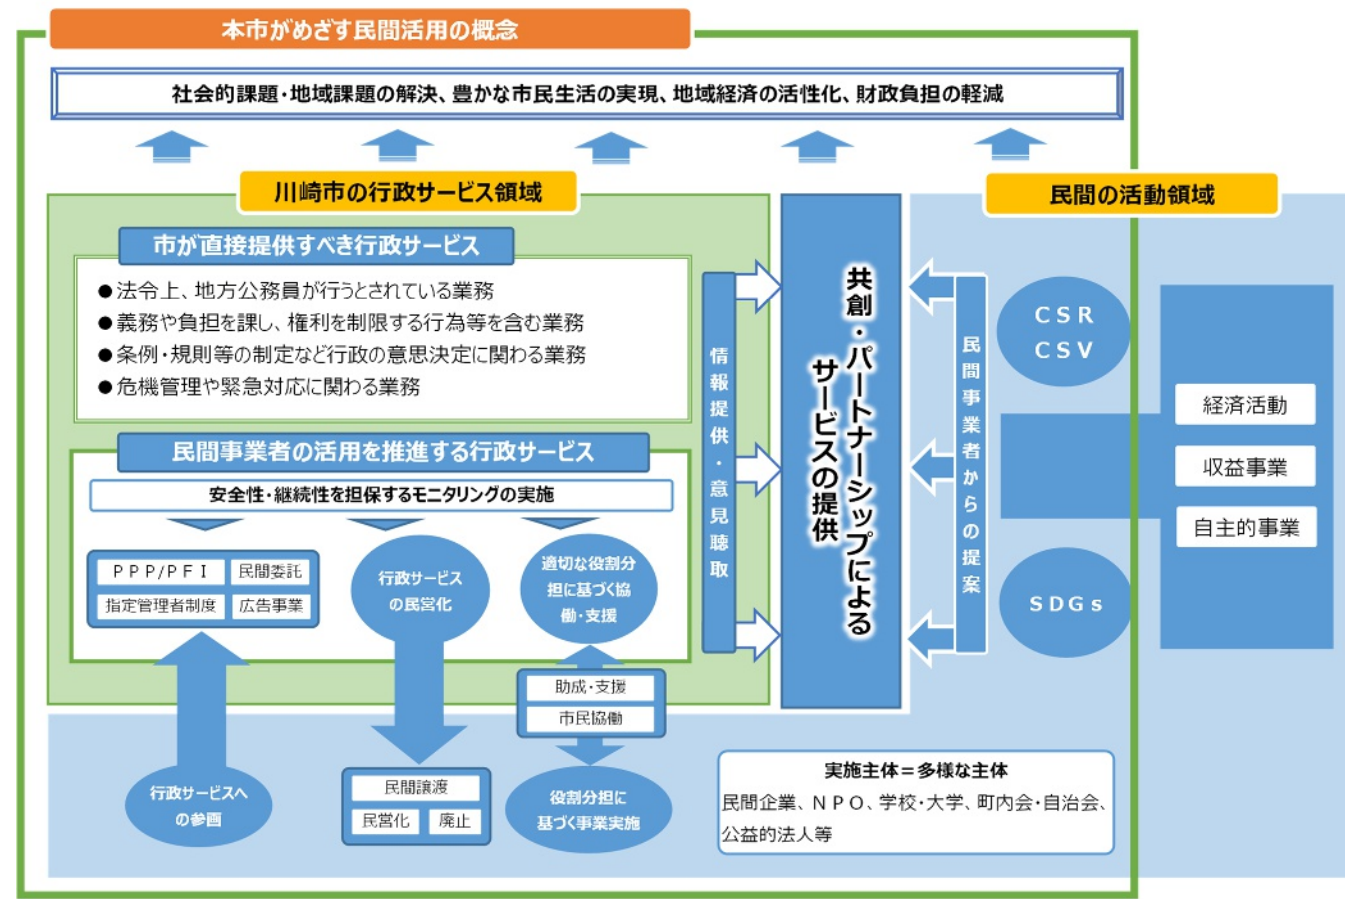 本市がめざす民間活用の概念
社会的課題・地域課題の解決、豊かな市民生活の実現、地域経済の活性化、財政負担の軽減
川崎市の行政サービス領域
市が直接提供すべき行政サービス
●法令上、地方公務員が行うとされている業務
●義務や負担を課し、権利を制限する行為等を含む業務
●条例・規則等の制定など行政の意思決定に関わる業務
●危機管理や緊急対応に関わる業務
民間事業者の活用を推進する行政サービス
安全性・継続性を担保するモニタリングの実施
ＰＰＰ/ＰＦＩ
民間委託
指定管理者制度
広告事業
行政サービス
の民営化
適切な役割分
担に基づく協
働・支援
助成・支援
市民協働
行政サービスへ
の参画
民間譲渡
民営化
廃止
役割分担に
基づく事業実施
情報提供・意見聴取
共創・パートナーシップによる
サービスの提供
民間事業者からの提案
民間の活動領域
ＣＳＲ
ＣＳＶ
ＳＤＧｓ
経済活動
収益事業
自主的事業
実施主体＝多様な主体
民間企業、ＮＰＯ、学校・大学、町内会・自治会、
公益的法人等